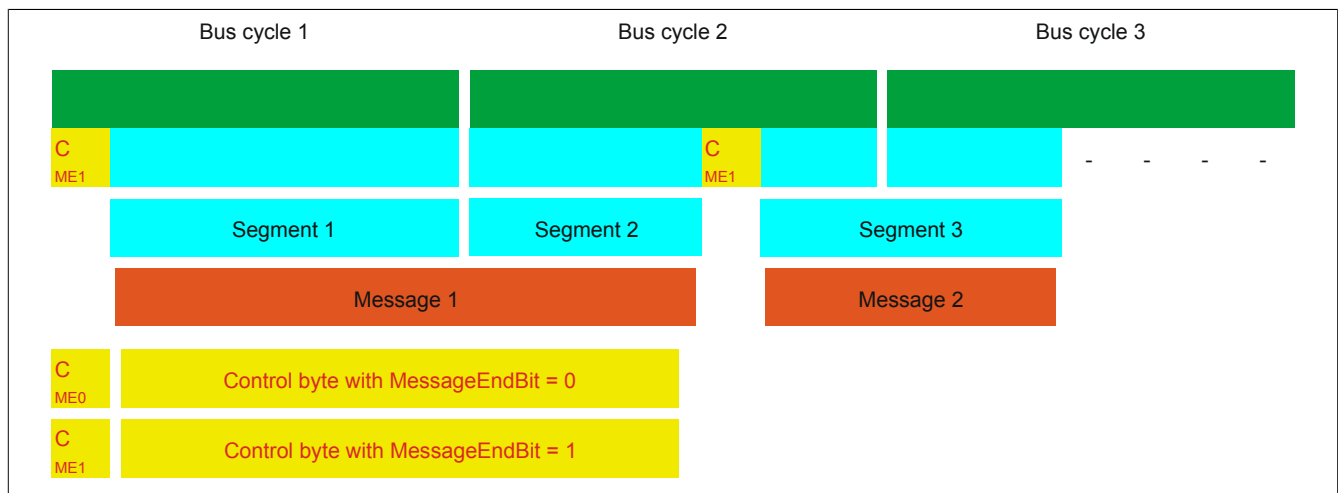 Bus cycle 1 Bus cycle 2 Bus cycle 3
C C
ME1 ME1 - - - -
Segment 1 Segment 2 Segment 3
Message 1 Message 2
C
ME0
Control byte with MessageEndBit = 0
C
ME1
Control byte with MessageEndBit = 1